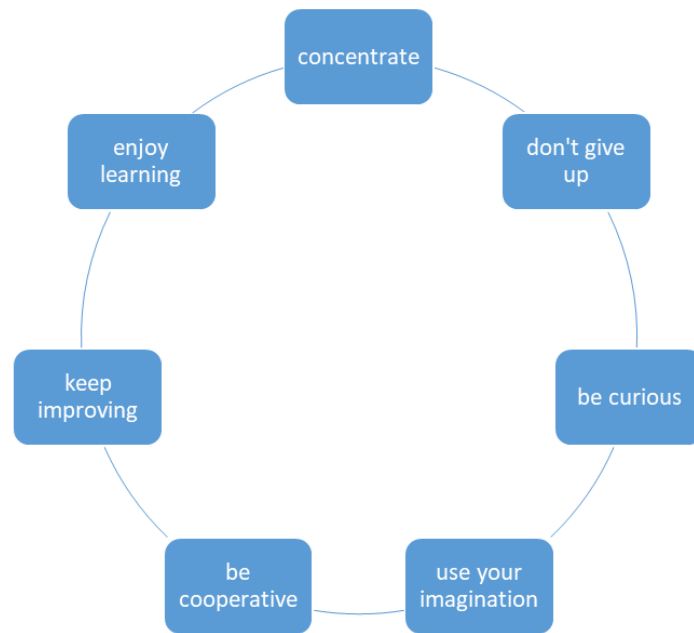 concentrate
don't give
up
be curious
use your
imagination
be
cooperative
keep
improving
enjoy
learning